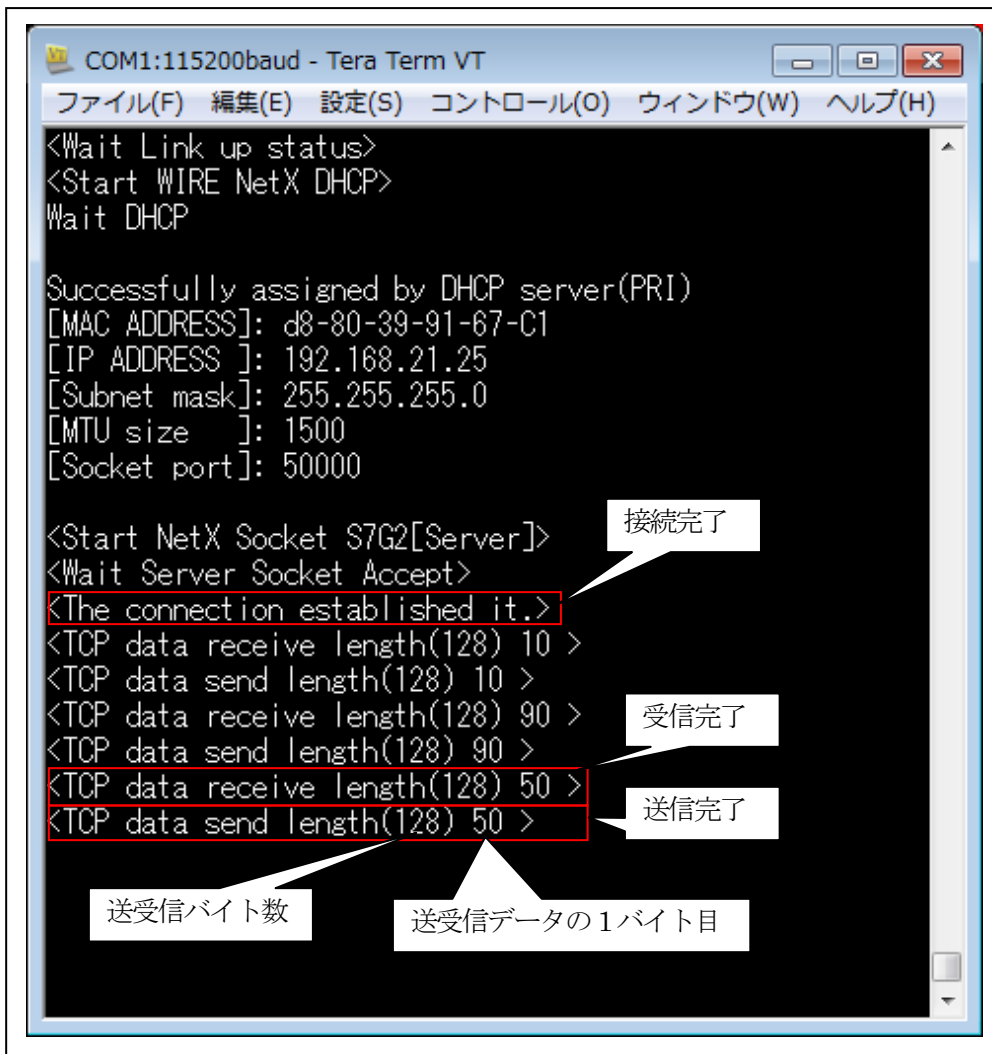 COM1:115200baud - Tera Term VT
ファイル(F) 編集(E) 設定(S) コントロール(O) ウィンドウ(W) ヘルプ(H)
<Wait Link up status>
<Start WIRE NetX DHCP>
Wait DHCP
Successfully assigned by DHCP server(PRI)
[MAC ADDRESS]: d8-80-39-91-67-C1
[IP ADDRESS ]: 192.168.21.25
[Subnet mask]: 255.255.255.0
[MTU size   ]: 1500
[Socket port]: 50000
接続完了
<Start NetX Socket S7G2[Server]>
<Wait Server Socket Accept>
<The connection established it.>
<TCP data receive length(128) 10 >
<TCP data send length(128) 10 >
<TCP data receive length(128) 90 >
受信完了
<TCP data send length(128) 90 >
<TCP data receive length(128) 50 >
送信完了
<TCP data send length(128) 50 >
送受信バイト数
送受信データの1バイト目